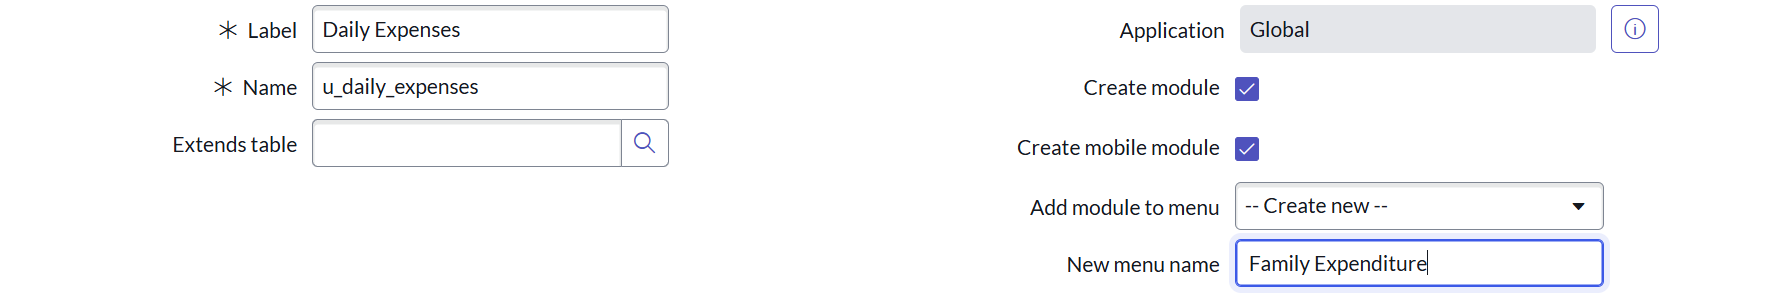 * Label Daily Expenses
* Name u_daily_expenses
Extends table
Application Global
Create module
Create mobile module
Add module to menu -- Create new --
New menu name Family Expenditure